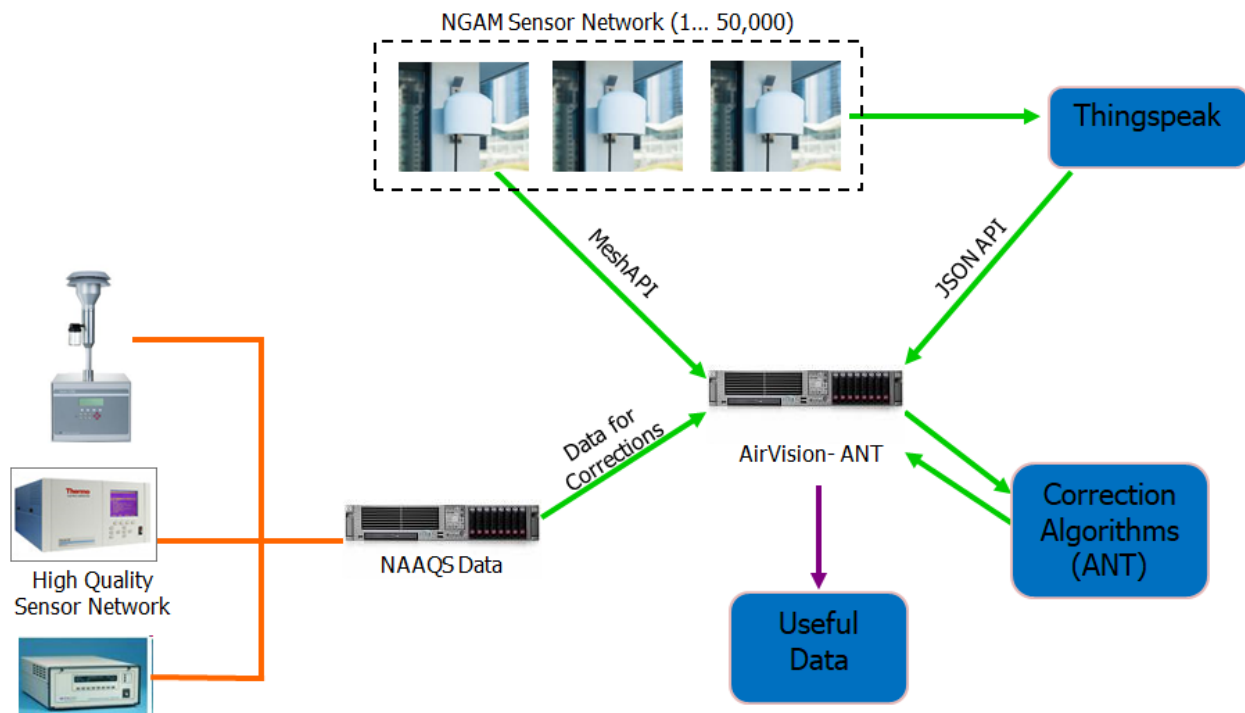 NGAM Sensor Network (1... 50,000)
Thingspeak
MeshAPI
JSON API
Data for
Corrections
AirVision- ANT
Thermo
NAAQS Data
High Quality
Sensor Network
Correction
Algorithms
(ANT)
Useful
Data